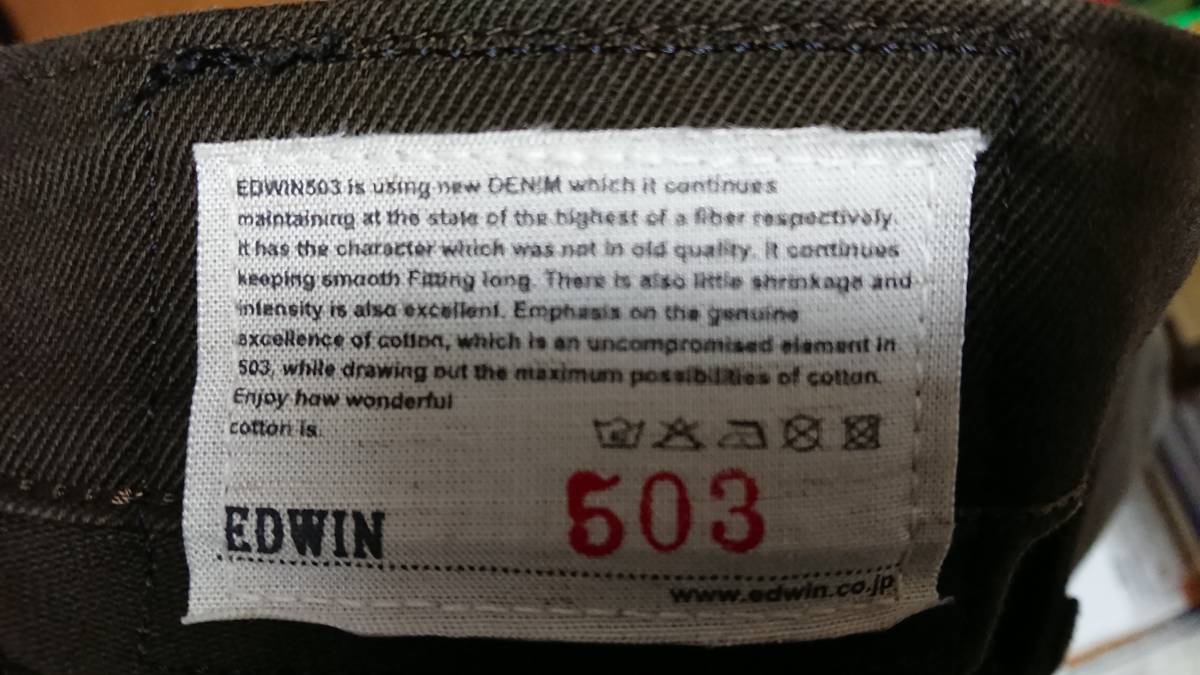 EDWIN503 is using new DENIM which it continues
maintaining at the state of the highest of a fiber respectively.
It has the character which was not in old quality. It continues
keeping smooth Fitting long. There is also little shrinkage and
intensity is also excellent. Emphasis on the genuine
excellence of cotton, which is an uncompromised element in
503, while drawing out the maximum possibilities of cotton.
Enjoy how wonderful
cotton is.
EDWIN
503
www.edwin.co.jp